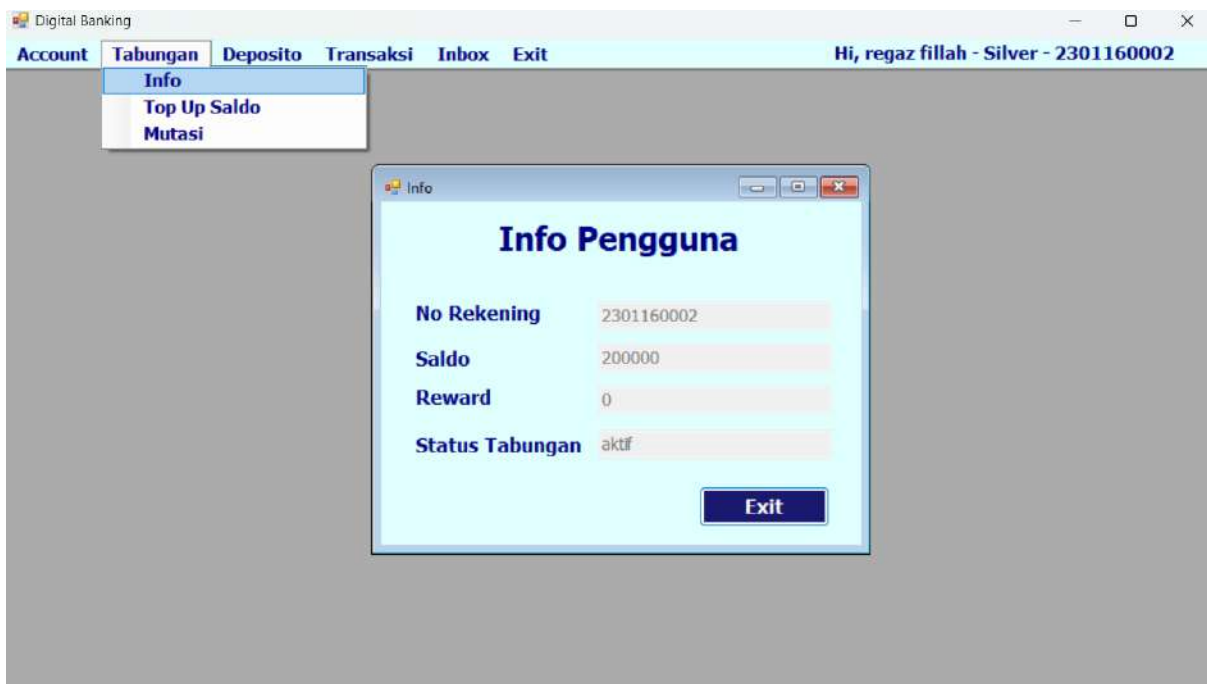 Digital Banking
Account Tabungan Deposito Transaksi Inbox Exit Hi, regaz fillah - Silver - 2301160002
Info
Top Up Saldo
Mutasi
Info
Info Pengguna
No Rekening 2301160002
Saldo 200000
Reward 0
Status Tabungan aktif
Exit